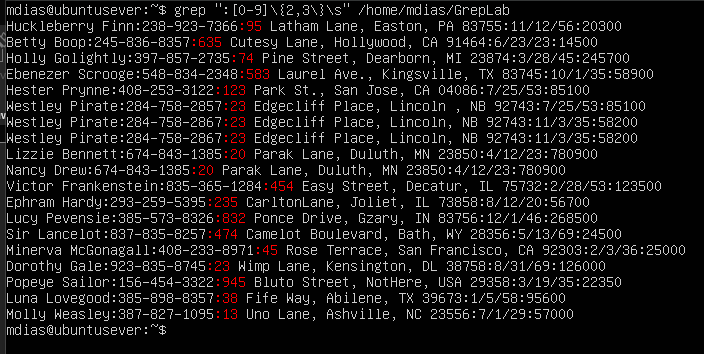 mdias@ubuntusever:~$ grep ":[0-9]\{2,3\}\s" /home/mdias/GrepLab
Huckleberry Finn:238-923-7366:95 Latham Lane, Easton, PA 83755:11/12/56:20300
Betty Boop:245-836-8357:635 Cutesy Lane, Hollywood, CA 91464:6/23/23:14500
Holly Golightly:397-857-2735:74 Pine Street, Dearborn, MI 23874:3/28/45:245700
Ebenezer Scrooge:548-834-2348:583 Laurel Ave., Kingsville, TX 83745:10/1/35:58900
Hester Prynne:408-253-3122:123 Park St., San Jose, CA 04086:7/25/53:85100
Westley Pirate:284-758-2857:23 Edgecliff Place, Lincoln , NB 92743:7/25/53:85100
Westley Pirate:284-758-2867:23 Edgecliff Place, Lincoln, NB 92743:11/3/35:58200
Westley Pirate:284-758-2867:23 Edgecliff Place, Lincoln, NB 92743:11/3/35:58200
Lizzie Bennett:674-843-1385:20 Parak Lane, Duluth, MN 23850:4/12/23:780900
Nancy Drew:674-843-1385:20 Parak Lane, Duluth, MN 23850:4/12/23:780900
Victor Frankenstein:835-365-1284:454 Easy Street, Decatur, IL 75732:2/28/53:123500
Ephram Hardy:293-259-5395:235 CarltonLane, Joliet, IL 73858:8/12/20:56700
Lucy Pevensie:385-573-8326:832 Ponce Drive, Gzary, IN 83756:12/1/46:268500
Sir Lancelot:837-835-8257:474 Camelot Boulevard, Bath, WY 28356:5/13/69:24500
Minerva McGonagall:408-233-8971:45 Rose Terrace, San Francisco, CA 92303:2/3/36:25000
Dorothy Gale:923-835-8745:23 Wimp Lane, Kensington, DL 38758:8/31/69:126000
Popeye Sailor:156-454-3322:945 Bluto Street, NotHere, USA 29358:3/19/35:22350
Luna Lovegood:385-898-8357:38 Fife Way, Abilene, TX 39673:1/5/58:95600
Molly Weasley:387-827-1095:13 Uno Lane, Ashville, NC 23556:7/1/29:57000
mdias@ubuntusever:~$